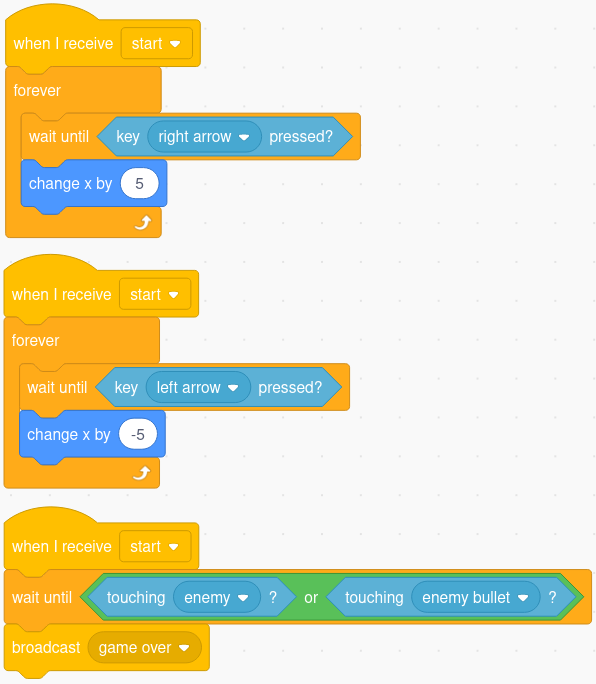 when I receive start
forever
wait until key right arrow pressed?
change x by 5
when I receive start
forever
wait until key left arrow pressed?
change x by -5
when I receive start
wait until touching enemy ? or touching enemy bullet ?
broadcast game over